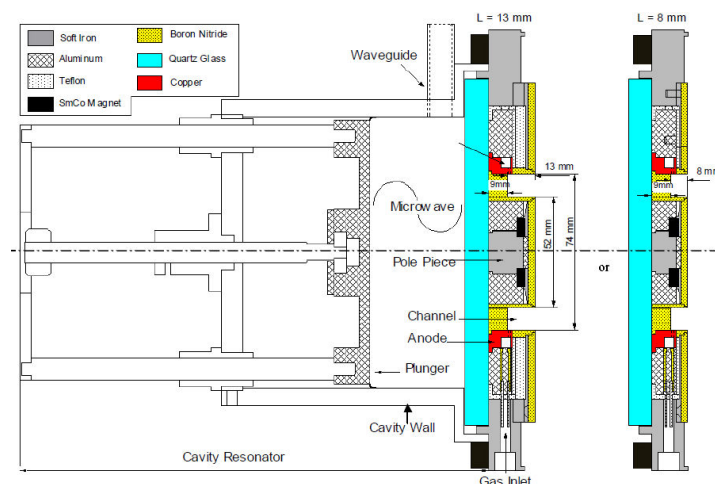 L = 13 mm
L = 8 mm
Soft Iron
Boron Nitride
Aluminum
Quartz Glass
Teflon
Copper
SmCo Magnet
Waveguide
13 mm
8 mm
9mm
9mm
Microwave
52 mm
74 mm
Pole Piece
or
Channel
Anode
Plunger
Cavity Wall
Cavity Resonator
Gas Inlet